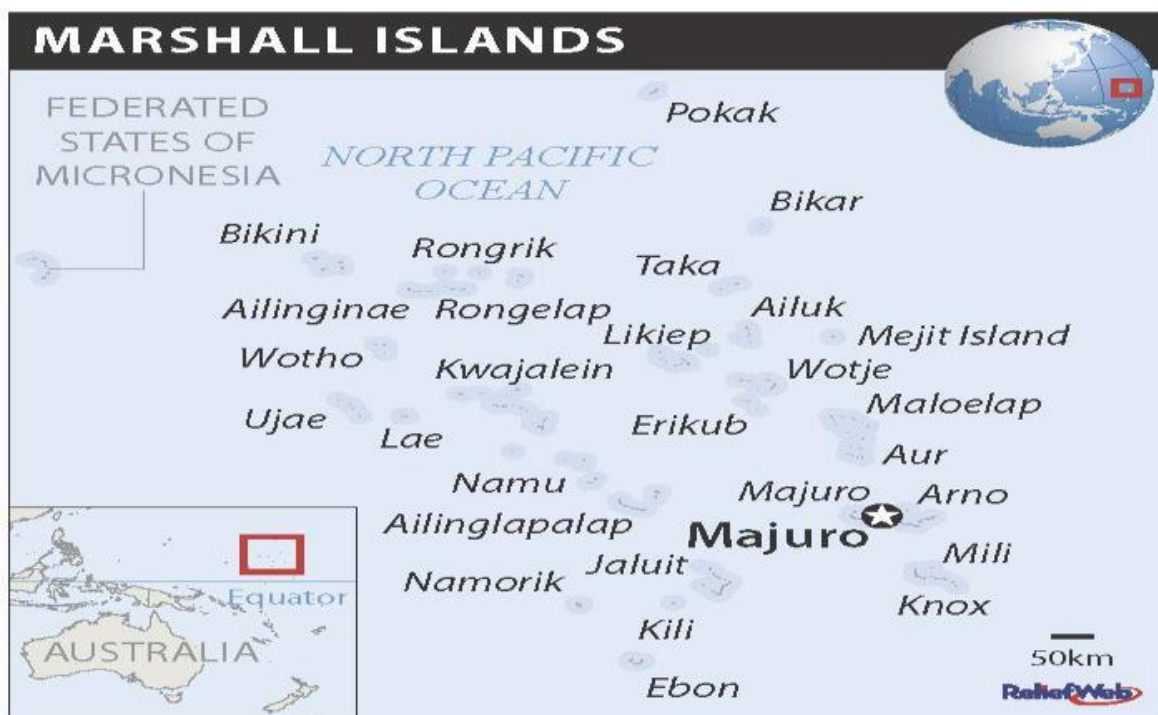 MARSHALL ISLANDS
FEDERATED
STATES OF
MICRONESIA
Pokak
NORTH PACIFIC
OCEAN
Bikar
Bikini
Rongrik
Taka
Ailinginae
Rongelap
Ailuk
Likiep
Mejit Island
Wotho
Kwajalein
Wotje
Ujae
Lae
Erikub
Maloelap
Aur
Namu
Majuro
Arno
Ailinglapalap
Majuro
Jaluit
Mili
Namorik
Knox
Kili
Ebon
Equator
AUSTRALIA
50km
ReliefWeb